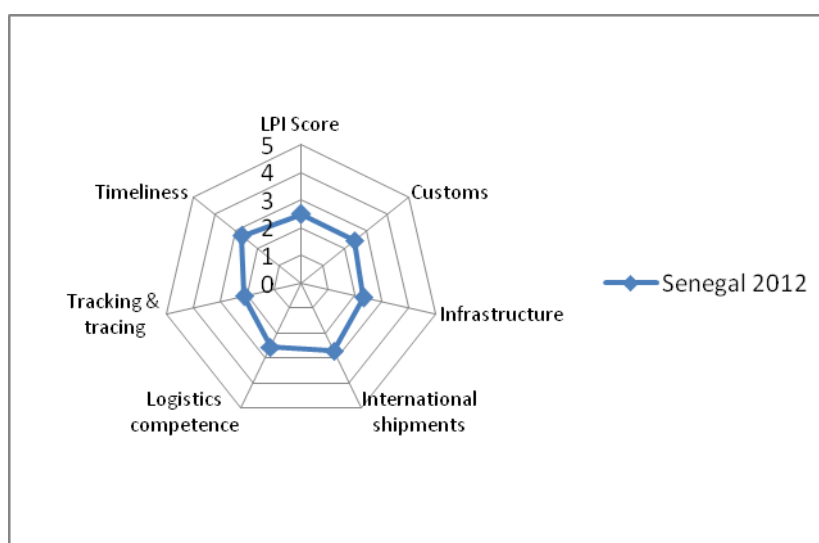 LPI Score
5
4
3
2
1
0
Timeliness
Customs
Tracking &
tracing
Infrastructure
Logistics
competence
International
shipments
Senegal 2012